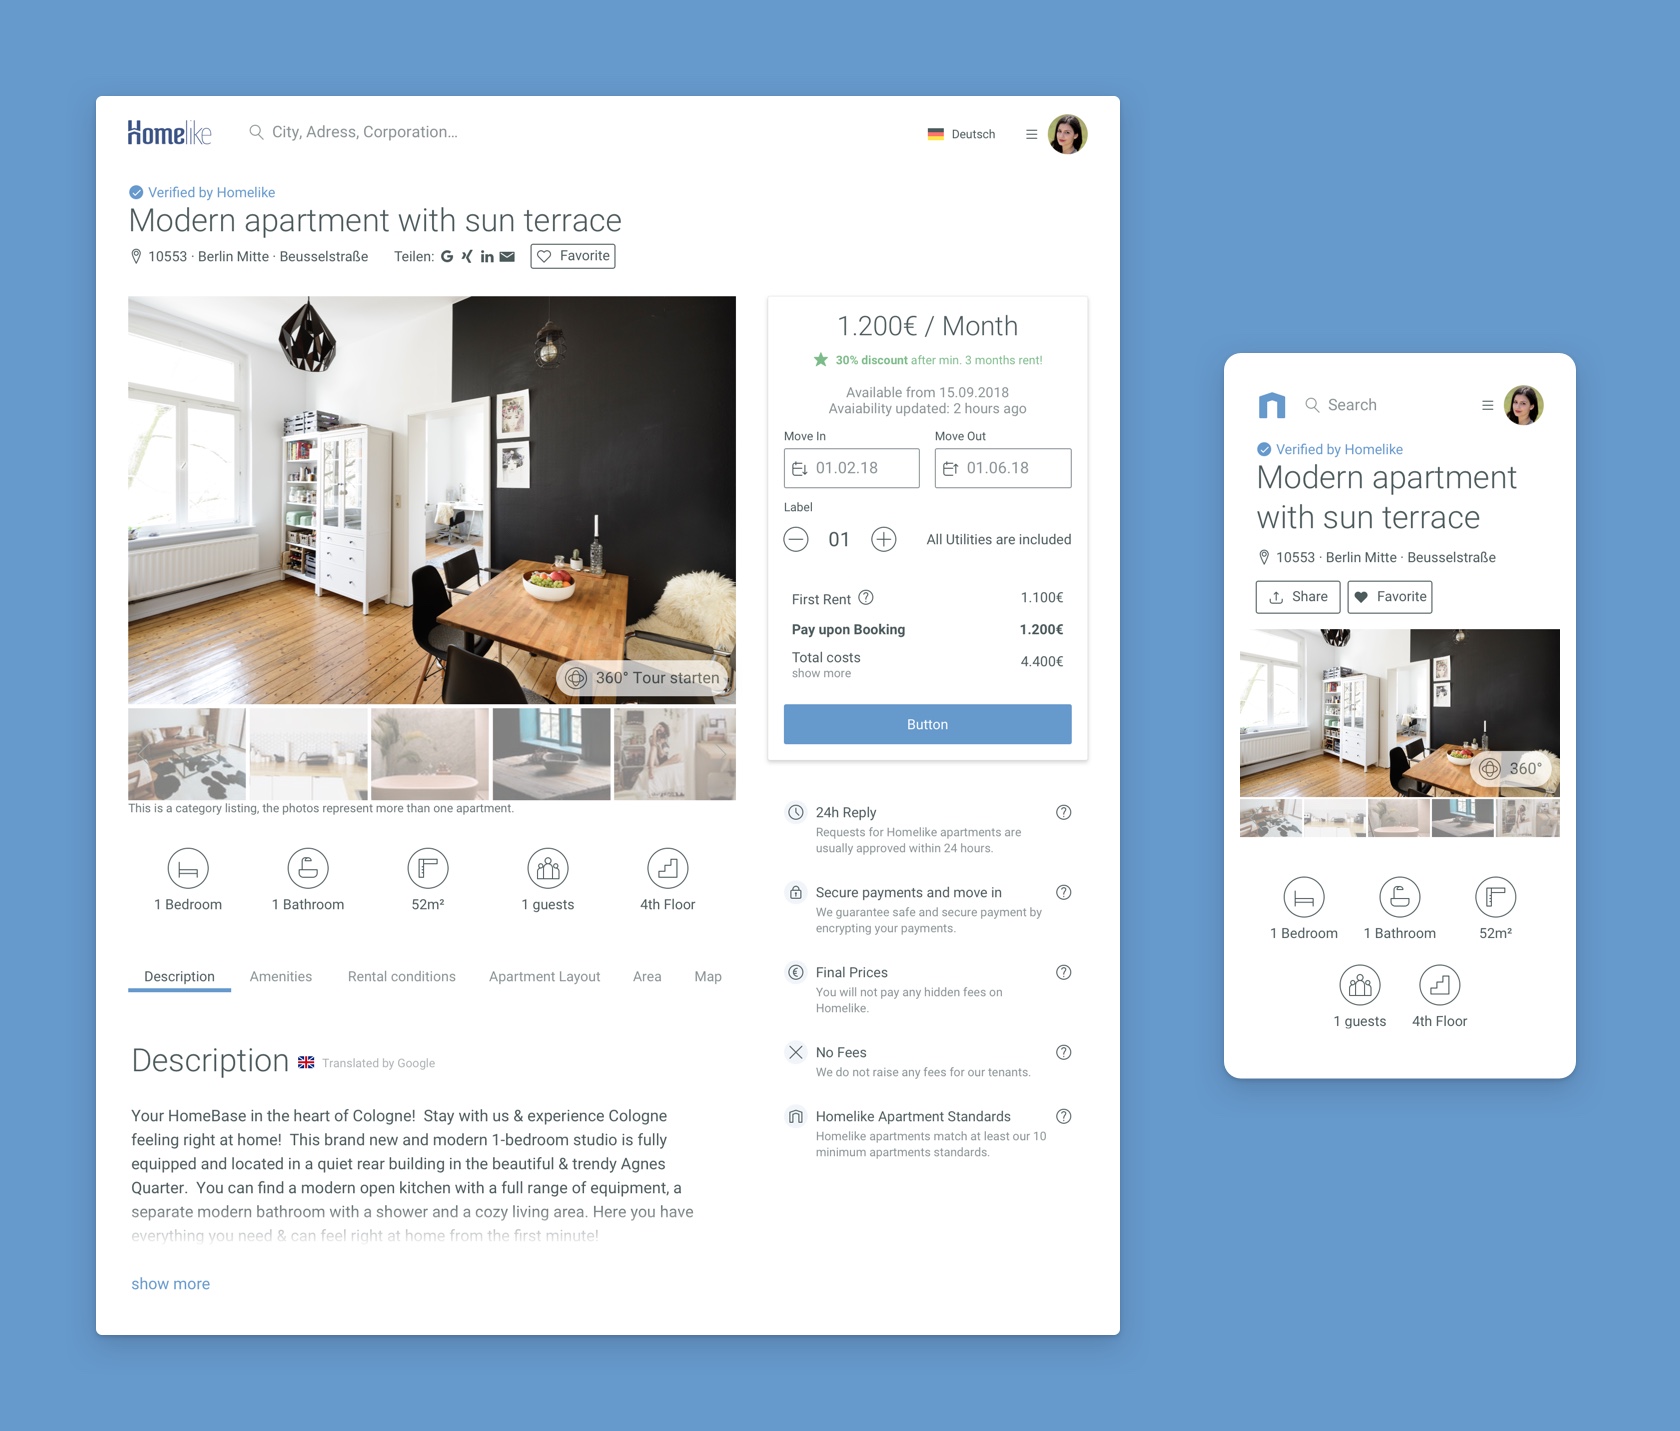 Homelike
City, Adress, Corporation...
Deutsch
Verified by Homelike
Modern apartment with sun terrace
10553 · Berlin Mitte · Beusselstraße
Teilen:
Favorite
360° Tour starten
This is a category listing, the photos represent more than one apartment.
1 Bedroom
1 Bathroom
52m²
1 guests
4th Floor
Description
Amenities
Rental conditions
Apartment Layout
Area
Map
Description
Translated by Google
Your HomeBase in the heart of Cologne!  Stay with us & experience Cologne
feeling right at home!  This brand new and modern 1-bedroom studio is fully
equipped and located in a quiet rear building in the beautiful & trendy Agnes
Quarter.  You can find a modern open kitchen with a full range of equipment, a
separate modern bathroom with a shower and a cozy living area. Here you have
everything you need & can feel right at home from the first minute!
show more
1.200€ / Month
30% discount after min. 3 months rent!
Available from 15.09.2018
Avaiability updated: 2 hours ago
Move In
Move Out
01.02.18
01.06.18
Label
01
All Utilities are included
First Rent ?
1.100€
Pay upon Booking
1.200€
Total costs
4.400€
show more
Button
24h Reply
?
Requests for Homelike apartments are
usually approved within 24 hours.
Secure payments and move in
?
We guarantee safe and secure payment by
encrypting your payments.
Final Prices
?
You will not pay any hidden fees on
Homelike.
No Fees
?
We do not raise any fees for our tenants.
Homelike Apartment Standards
?
Homelike apartments match at least our 10
minimum apartments standards.
Search
Verified by Homelike
Modern apartment
with sun terrace
10553 · Berlin Mitte · Beusselstraße
Share
Favorite
360°
1 Bedroom
1 Bathroom
52m²
1 guests
4th Floor